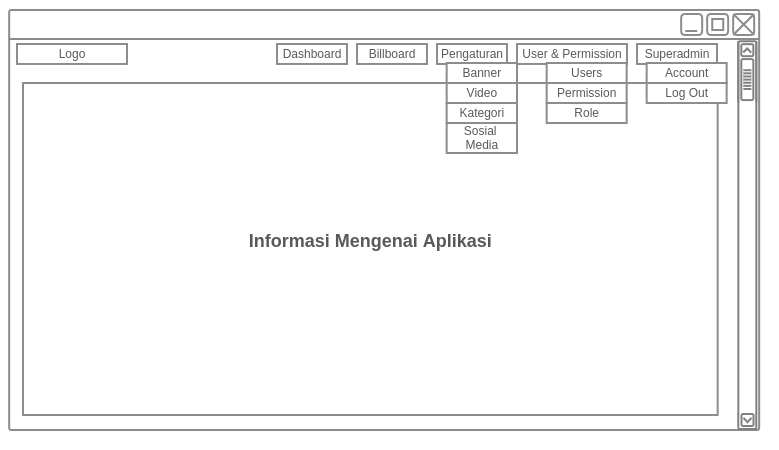 Logo
Dashboard
Billboard
Pengaturan
User & Permission
Superadmin
Banner
Video
Kategori
Sosial
Media
Users
Permission
Role
Account
Log Out
Informasi Mengenai Aplikasi